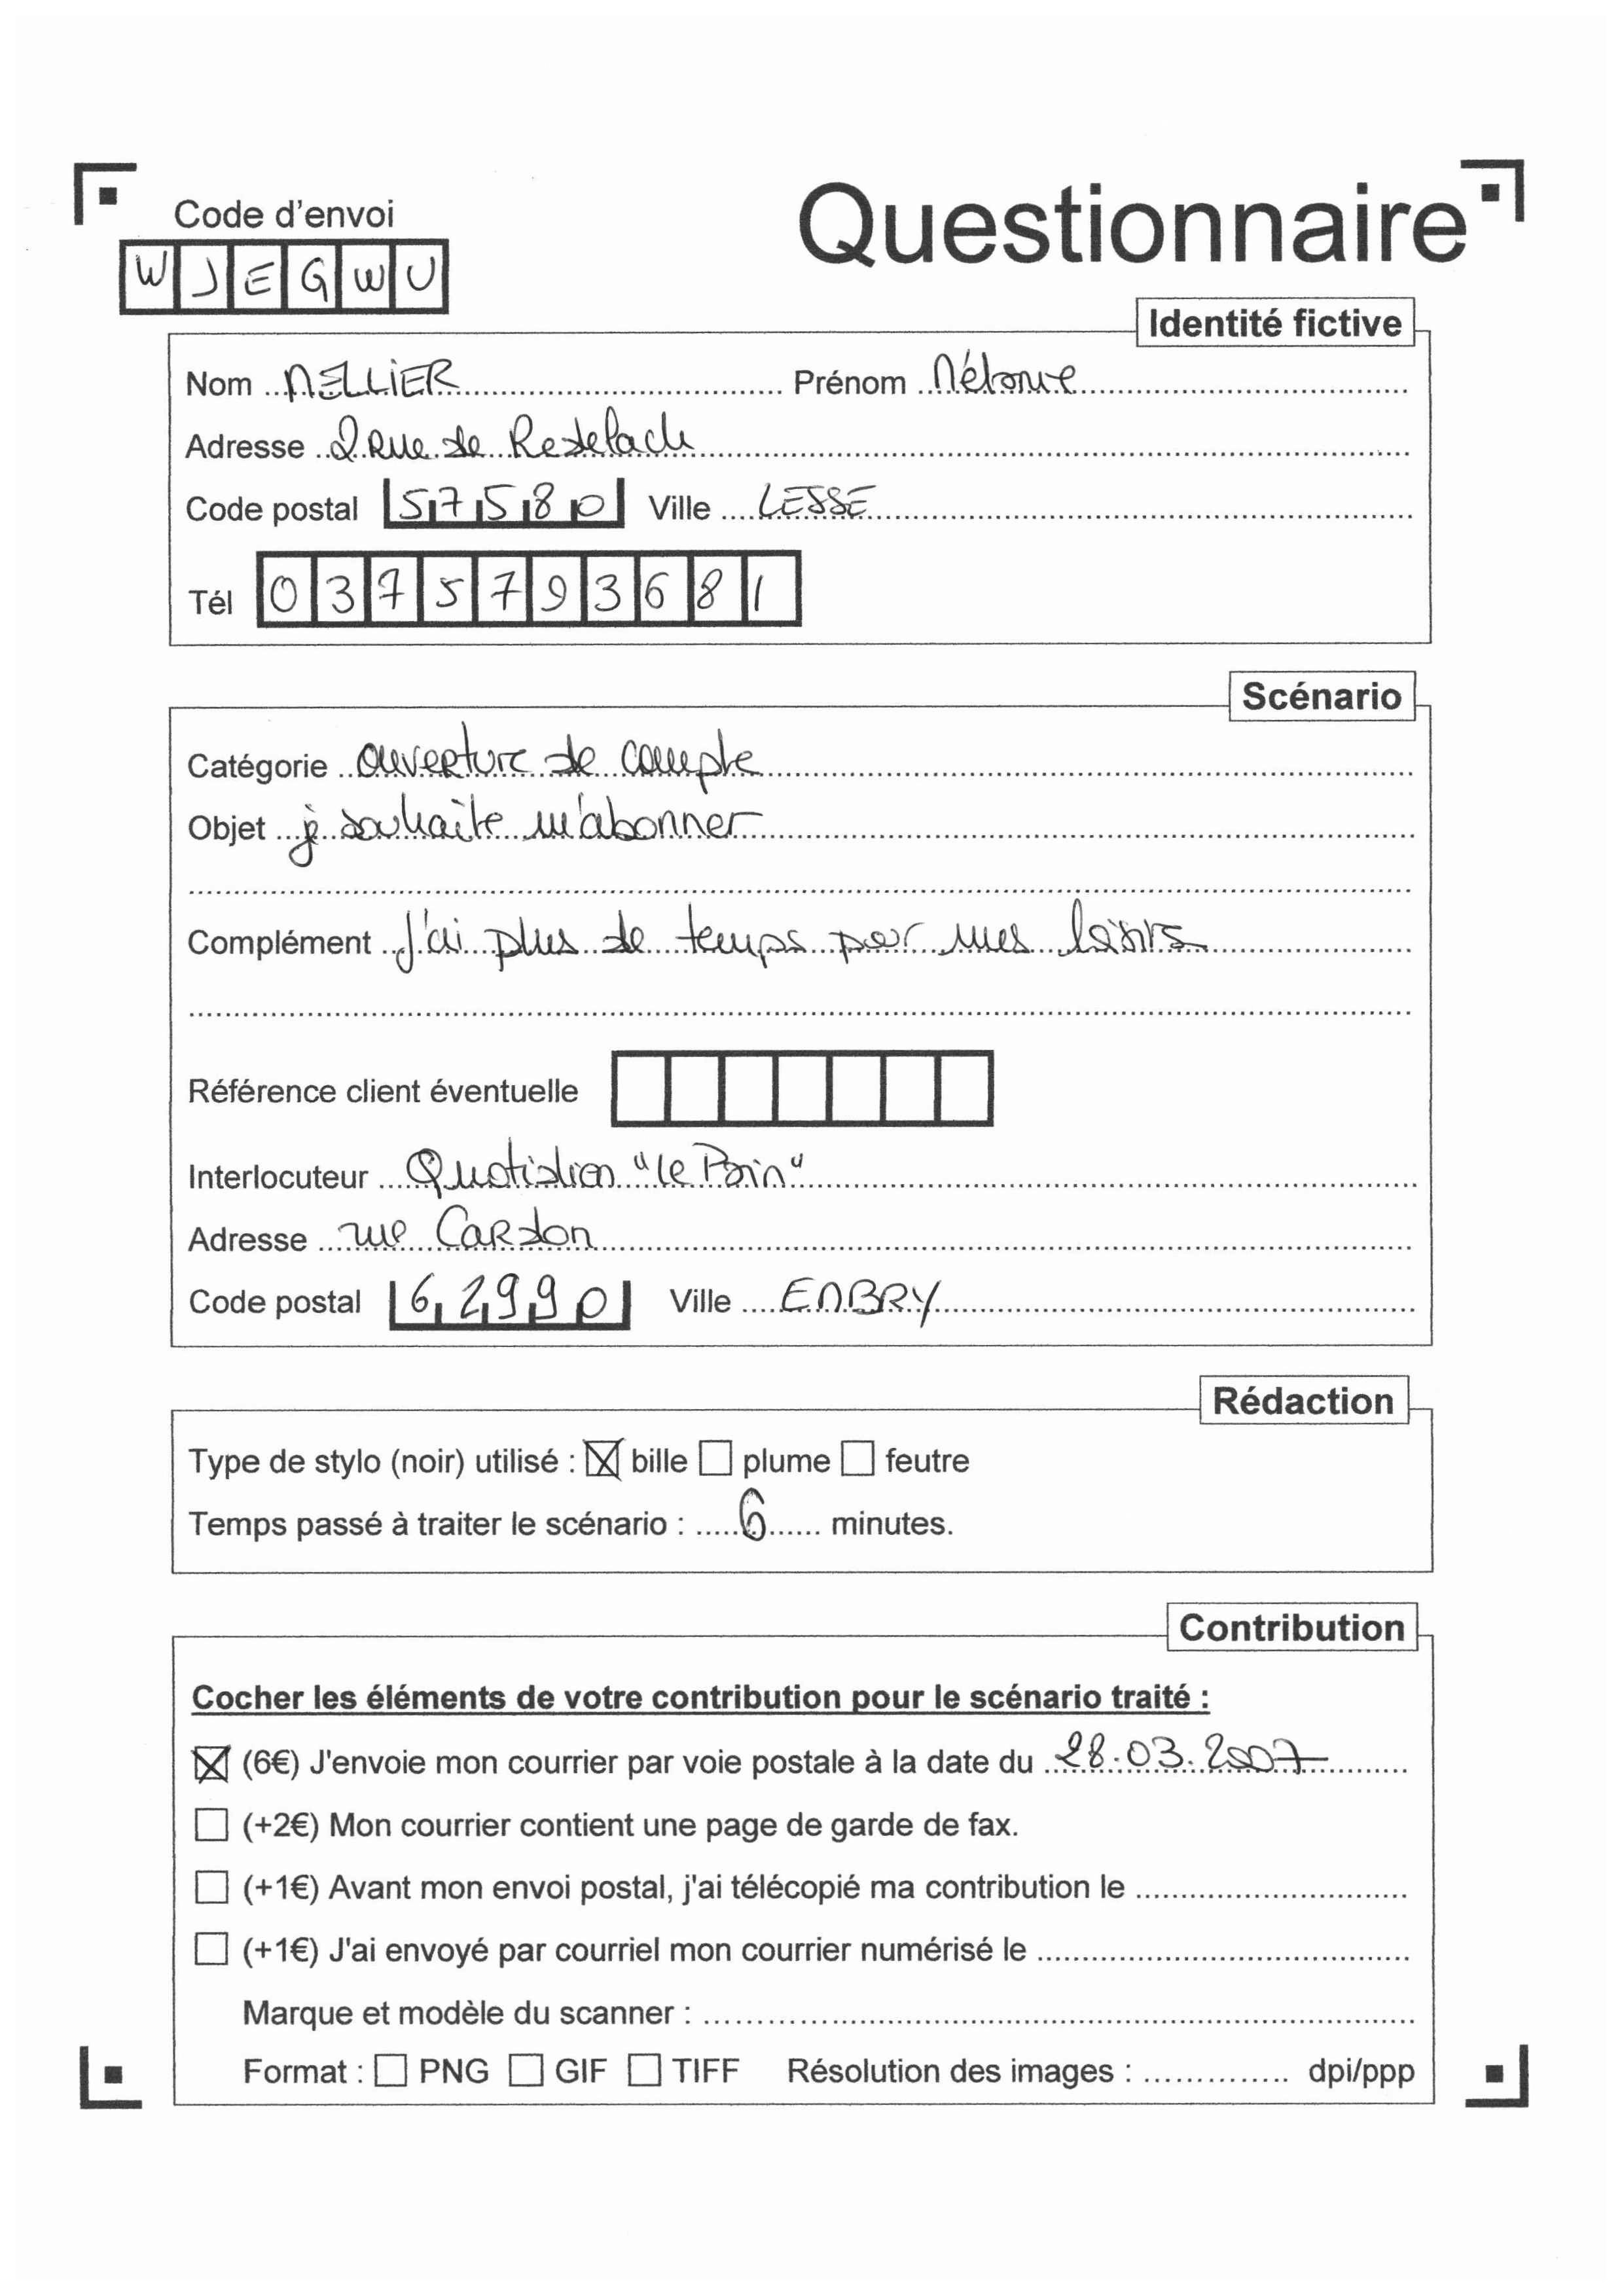 Code d'envoi
Questionnaire
WJEGWU
Identité fictive
Nom MELLIER Prénom Mélanie
Adresse 2 Rue de Redelach
Code postal 57580 Ville LESSE
Tél 0375793681
Scénario
Catégorie ouverture de compte
Objet je souhaite m'abonner
Complément J'ai plus de temps pour mes loisirs
Référence client éventuelle
Interlocuteur Quotidien "le Pain"
Adresse rue Cardon
Code postal 62990 Ville EMBRY
Rédaction
Type de stylo (noir) utilisé : bille plume feutre
Temps passé à traiter le scénario : 6 minutes.
Contribution
Cocher les éléments de votre contribution pour le scénario traité :
(6€) J'envoie mon courrier par voie postale à la date du 28.03.2007
(+2€) Mon courrier contient une page de garde de fax.
(+1€) Avant mon envoi postal, j'ai télécopié ma contribution le
(+1€) J'ai envoyé par courriel mon courrier numérisé le
Marque et modèle du scanner :
Format : PNG GIF TIFF Résolution des images : dpi/ppp